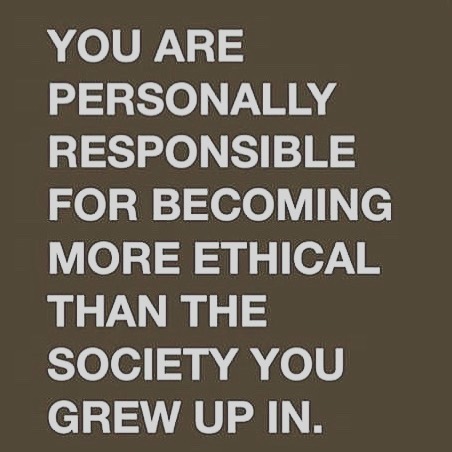 YOU ARE
PERSONALLY
RESPONSIBLE
FOR BECOMING
MORE ETHICAL
THAN THE
SOCIETY YOU
GREW UP IN.